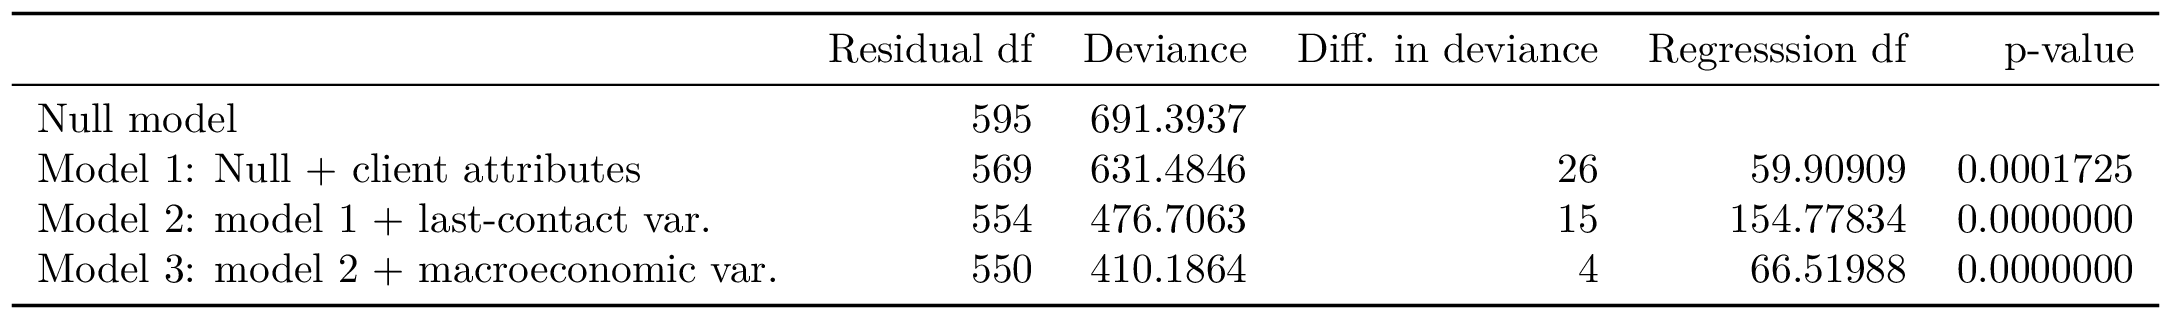 Residual df Deviance Diff. in deviance Regresssion df p-value
Null model 595 691.3937
Model 1: Null + client attributes 569 631.4846 26 59.90909 0.0001725
Model 2: model 1 + last-contact var. 554 476.7063 15 154.77834 0.0000000
Model 3: model 2 + macroeconomic var. 550 410.1864 4 66.51988 0.0000000